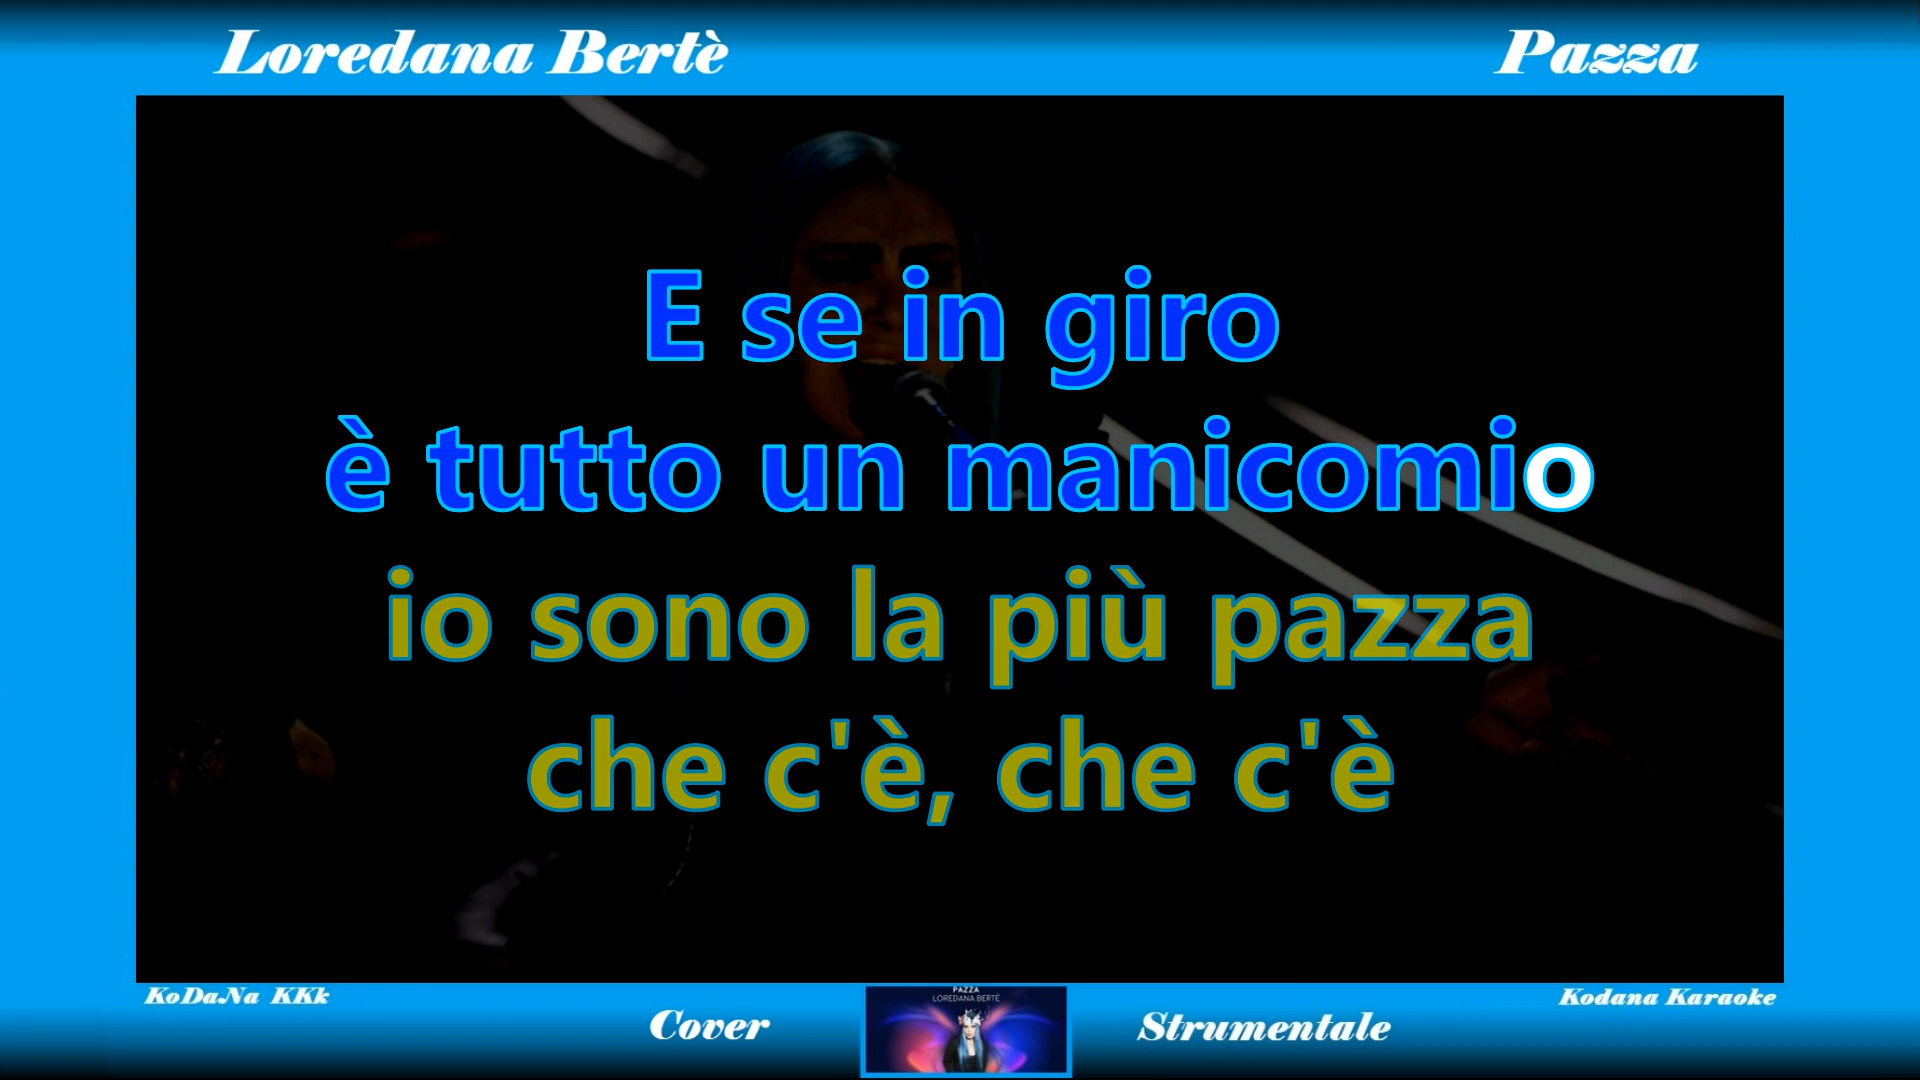 Loredana Bertè
Pazza
E se in giro
è tutto un manicomio
io sono la più pazza
che c'è, che c'è
KoDaNa KKk
Kodana Karaoke
Cover
PAZZA
LOREDANA BERTÈ
Strumentale